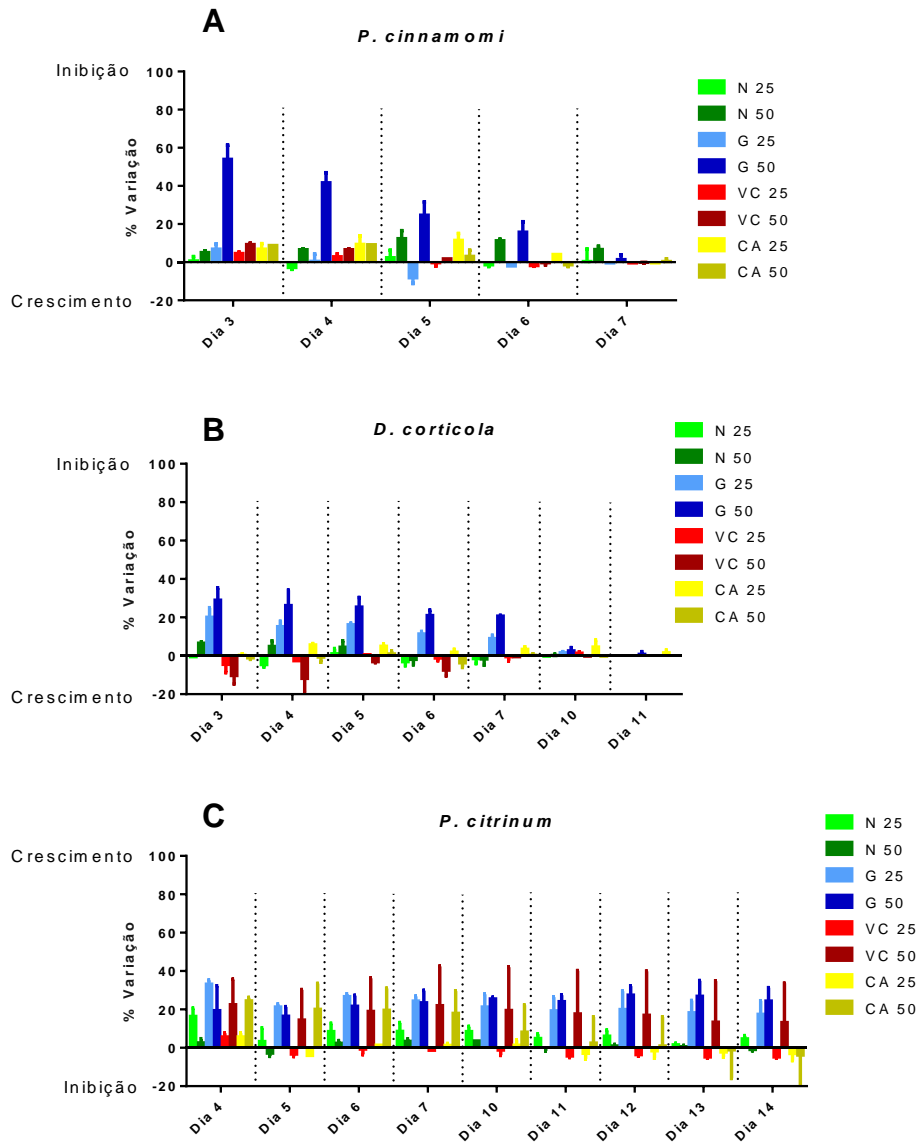 A
P. cinnamomi
Inibição
% Variação
100
80
60
40
20
0
-20
Crescimento
Dia 3
Dia 4
Dia 5
Dia 6
Dia 7
N 25
N 50
G 25
G 50
VC 25
VC 50
CA 25
CA 50
B
D. corticola
Inibição
% Variação
100
80
60
40
20
0
-20
Crescimento
Dia 3
Dia 4
Dia 5
Dia 6
Dia 7
Dia 10
Dia 11
N 25
N 50
G 25
G 50
VC 25
VC 50
CA 25
CA 50
C
P. citrinum
Crescimento
% Variação
100
80
60
40
20
0
-20
Inibição
Dia 4
Dia 5
Dia 6
Dia 7
Dia 10
Dia 11
Dia 12
Dia 13
Dia 14
N 25
N 50
G 25
G 50
VC 25
VC 50
CA 25
CA 50